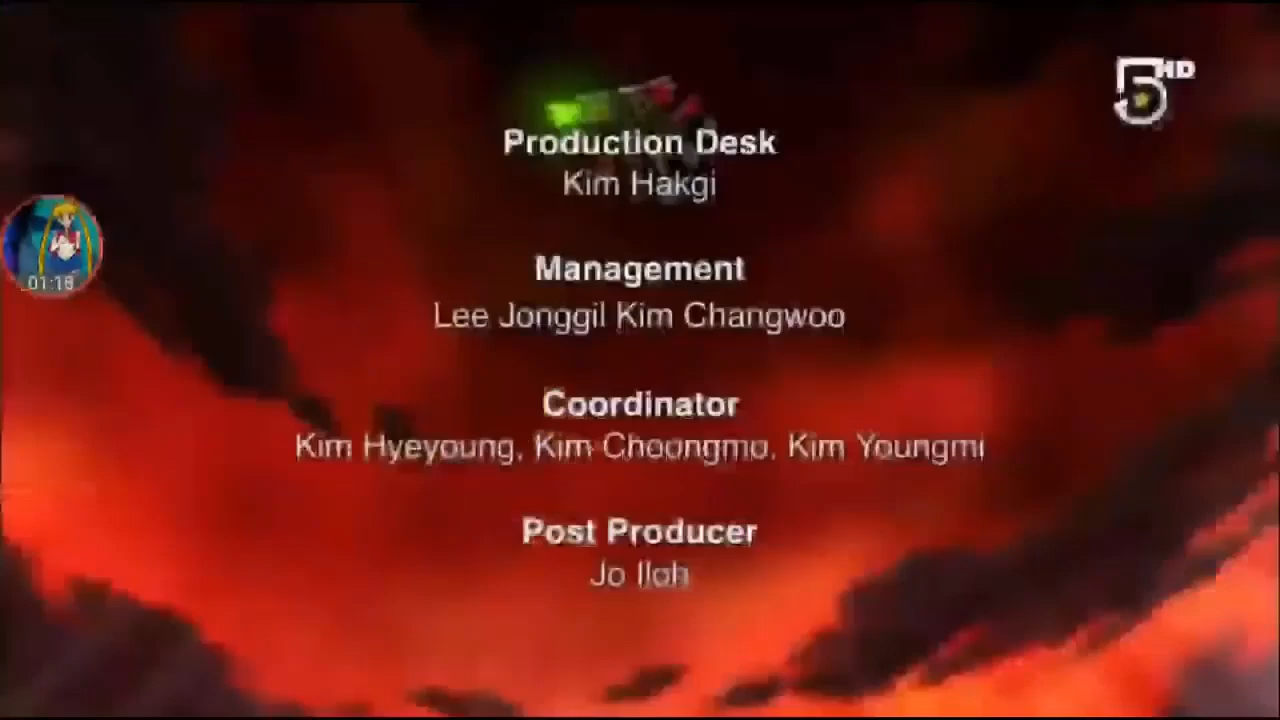 5 HD
Production Desk
Kim Hakgi
Management
01:18
Lee Jonggil Kim Changwoo
Coordinator
Kim Hyeyoung, Kim Choongmo, Kim Youngmi
Post Producer
Jo Iloh